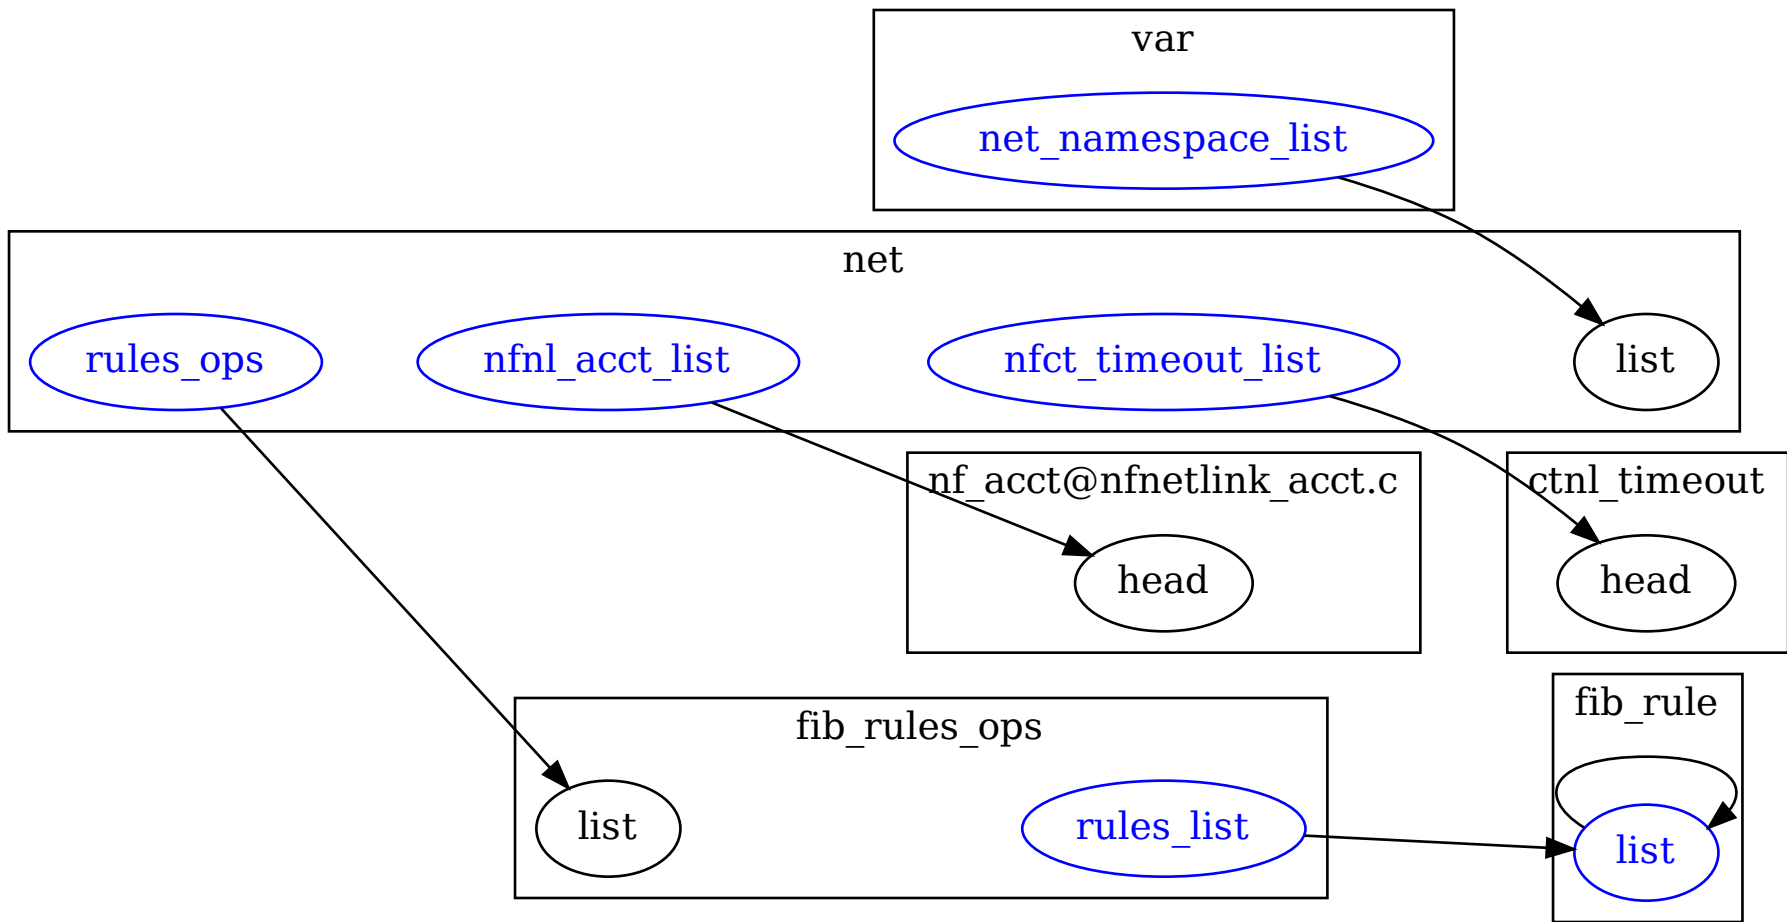 var
net_namespace_list
net
rules_ops
nfnl_acct_list
nfct_timeout_list
list
nf_acct@nfnetlink_acct.c
head
ctnl_timeout
head
fib_rules_ops
list
rules_list
fib_rule
list